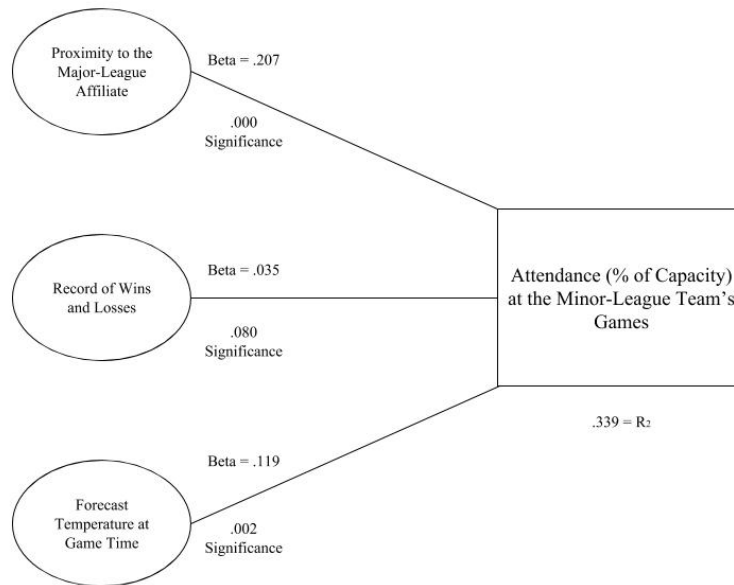 Proximity to the
Major-League
Affiliate
Beta = .207
.000
Significance
Record of Wins
and Losses
Beta = .035
.080
Significance
Attendance (% of Capacity)
at the Minor-League Team’s
Games
.339 = R₂
Forecast
Temperature at
Game Time
Beta = .119
.002
Significance